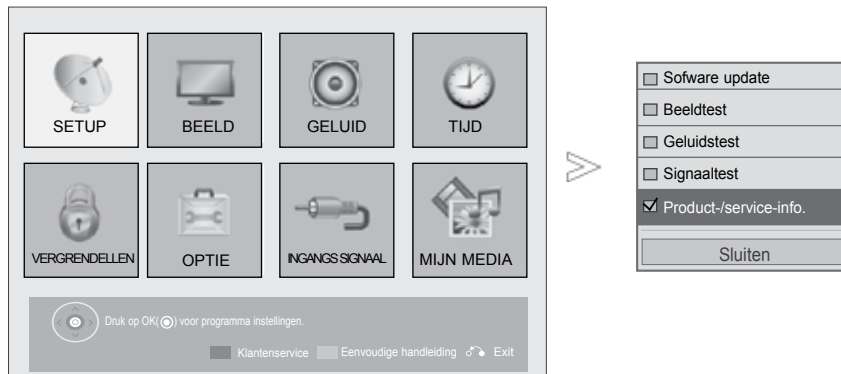 SETUP
BEELD
GELUID
TIJD
VERGRENDELLEN
OPTIE
INGANGS SIGNAAL
MIJN MEDIA
Druk op OK( ) voor programma instellingen.
Klantenservice Eenvoudige handleiding Exit
Sofware update
Beeldtest
Geluidstest
Signaaltest
Product-/service-info.
Sluiten